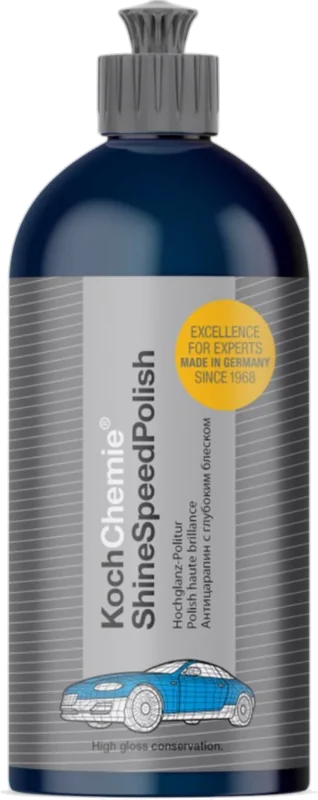 EXCELLENCE
FOR EXPERTS
MADE IN GERMANY
SINCE 1968
KochChemie®
ShineSpeedPolish
Hochglanz-Politur
Polish haute brillance
Антицарапин с глубоким блеском
High gloss conservation.